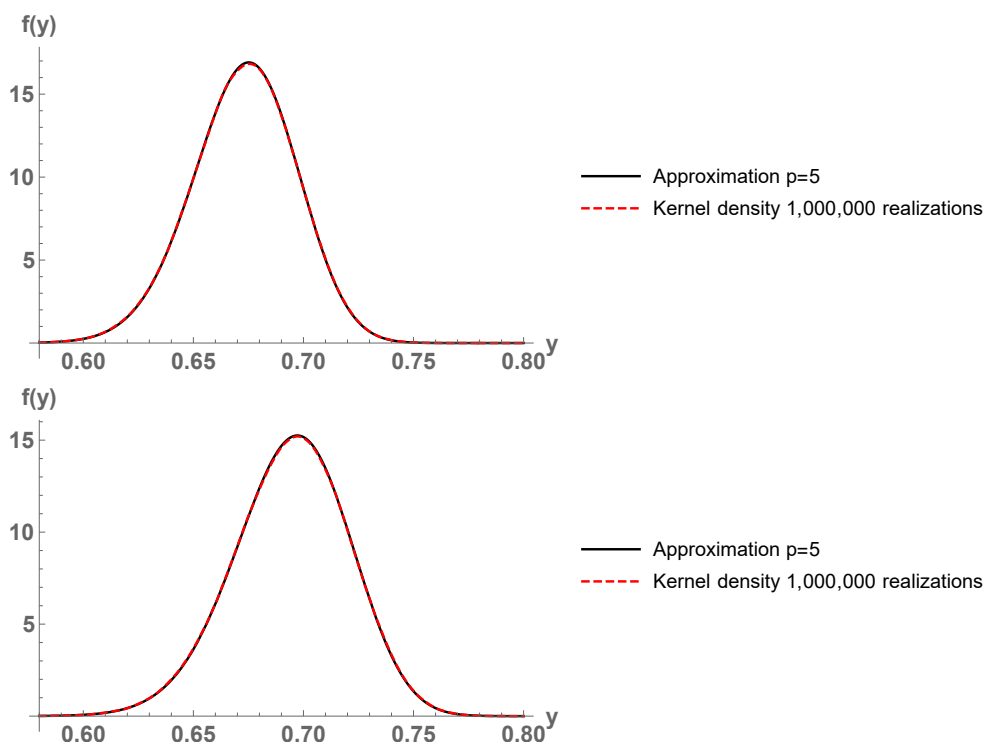 f(y)
15
10
5
0.60 0.65 0.70 0.75 0.80 y
Approximation p=5
Kernel density 1,000,000 realizations
f(y)
15
10
5
0.60 0.65 0.70 0.75 0.80 y
Approximation p=5
Kernel density 1,000,000 realizations